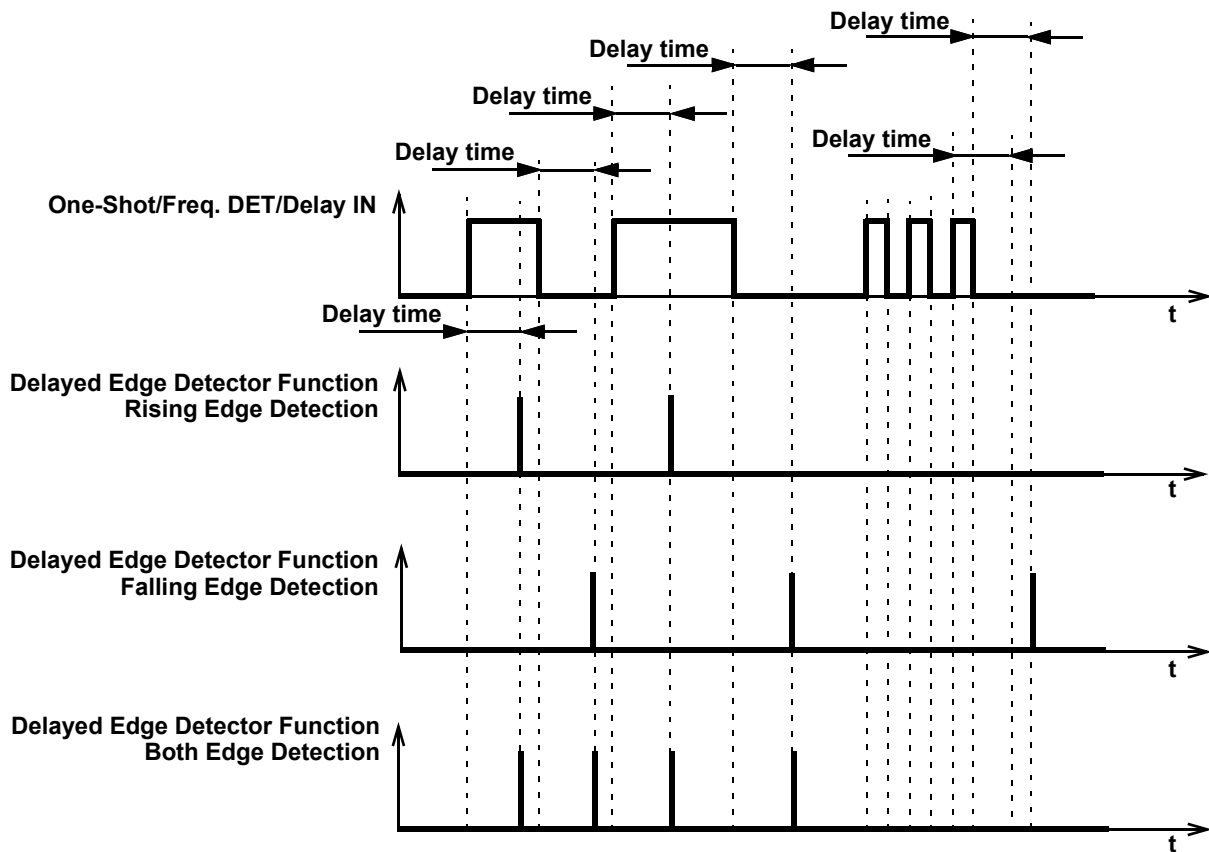 Delay time
Delay time
Delay time
Delay time
Delay time
One-Shot/Freq. DET/Delay IN
t
Delay time
Delayed Edge Detector Function
Rising Edge Detection
t
Delayed Edge Detector Function
Falling Edge Detection
t
Delayed Edge Detector Function
Both Edge Detection
t